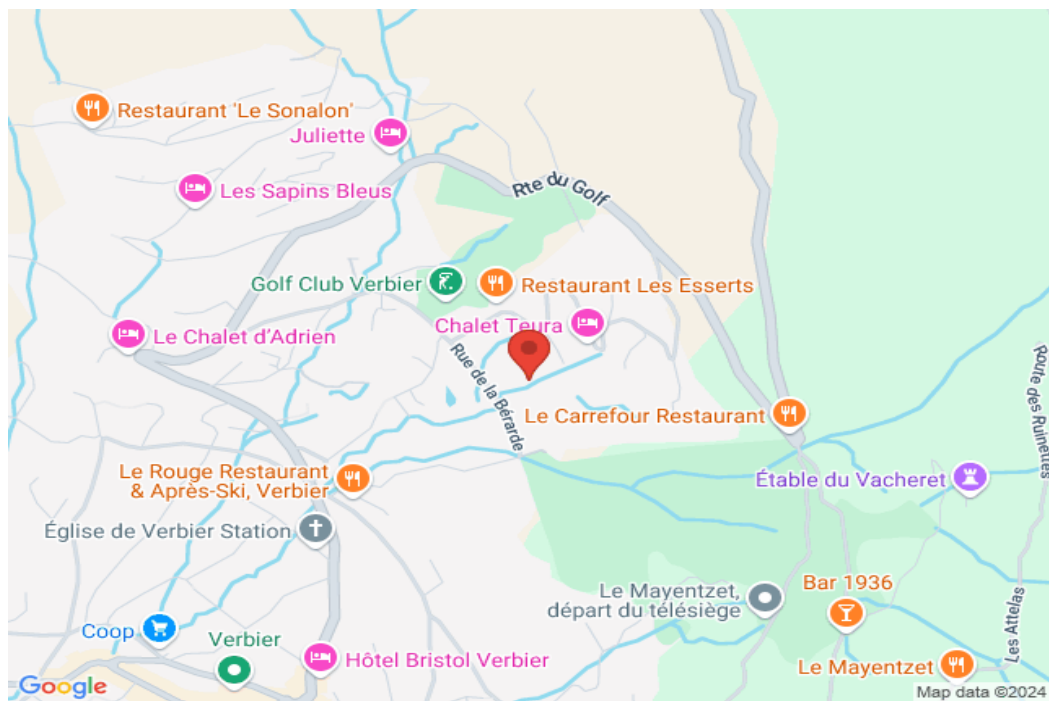 Restaurant 'Le Sonalon'
Juliette
Les Sapins Bleus
Rte du Golf
Golf Club Verbier
Restaurant Les Esserts
Chalet Teura
Le Chalet d'Adrien
Rue de la Bérarde
Route des Ruinettes
Le Carrefour Restaurant
Le Rouge Restaurant
& Après-Ski, Verbier
Étable du Vacheret
Église de Verbier Station
Le Mayentzet,
départ du télésiège
Bar 1936
Les Attelas
Coop
Verbier
Hôtel Bristol Verbier
Le Mayentzet
Google
Map data ©2024